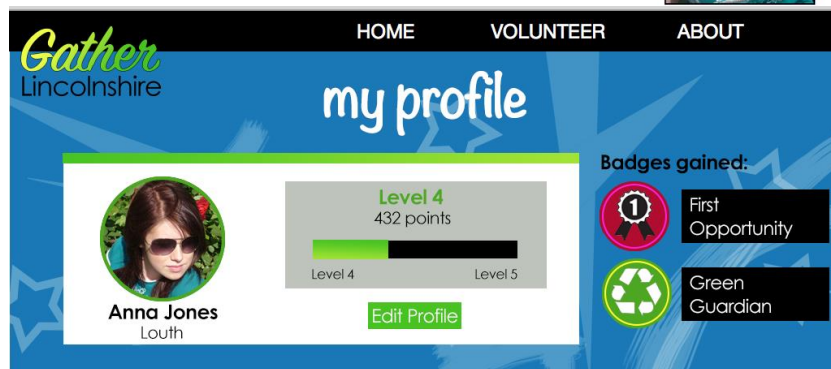 HOME VOLUNTEER ABOUT
Gather
Lincolnshire
my profile
Badges gained:
Level 4
432 points
Level 4 Level 5
Edit Profile
Anna Jones
Louth
1
First
Opportunity
Green
Guardian